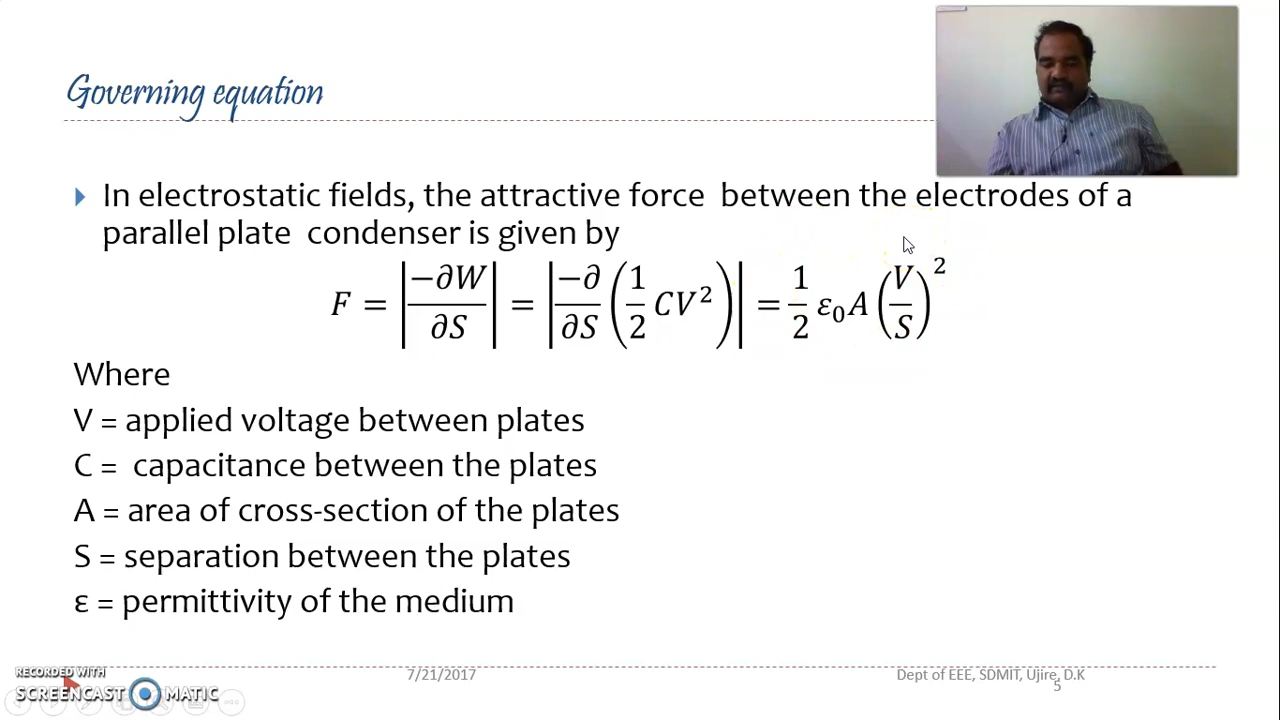 Governing equation
In electrostatic fields, the attractive force between the electrodes of a
parallel plate condenser is given by
F = |−∂W/∂S| = |−∂/∂S (1/2 CV²)| = 1/2 ε₀A (V/S)²
Where
V = applied voltage between plates
C = capacitance between the plates
A = area of cross-section of the plates
S = separation between the plates
ε = permittivity of the medium
RECORDED WITH
SCREENCAST MATIC
7/21/2017
Dept of EEE, SDMIT, Ujire, D.K
5